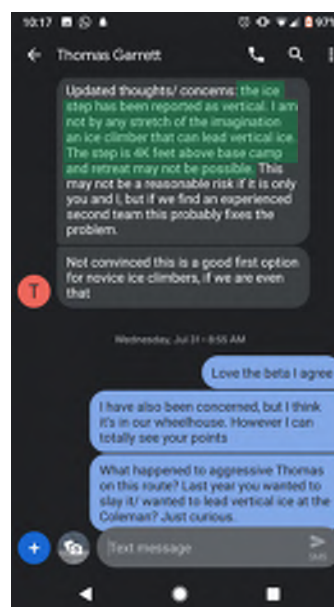 10:17
97%
Thomas Garrett
Updated thoughts/ concerns: the ice
step has been reported as vertical. I am
not by any stretch of the imagination
an ice climber that can lead vertical ice.
The step is 4K feet above base camp
and retreat may not be possible. This
may not be a reasonable risk if it is only
you and I, but if we find an experienced
second team this probably fixes the
problem.
Not convinced this is a good first option
for novice ice climbers, if we are even
that
T
Wednesday, Jul 31 • 8:55 AM
Love the beta I agree
I have also been concerned, but I think
it's in our wheelhouse. However I can
totally see your points
What happened to aggressive Thomas
on this route? Last year you wanted to
slay it/ wanted to lead vertical ice at the
Coleman? Just curious.
Text message
SMS